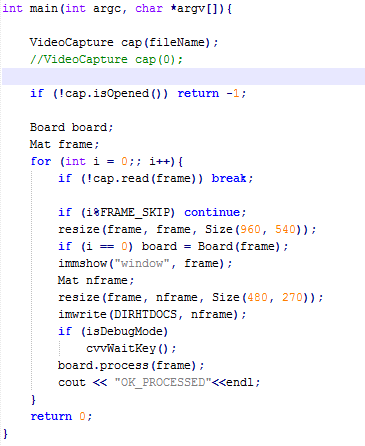 int main(int argc, char *argv[]){
VideoCapture cap(fileName);
//VideoCapture cap(0);
if (!cap.isOpened()) return -1;
Board board;
Mat frame;
for (int i = 0;; i++){
if (!cap.read(frame)) break;
if (i%FRAME_SKIP) continue;
resize(frame, frame, Size(960, 540));
if (i == 0) board = Board(frame);
immshow("window", frame);
Mat nframe;
resize(frame, nframe, Size(480, 270));
imwrite(DIRHTDOCS, nframe);
if (isDebugMode)
cvvWaitKey();
board.process(frame);
cout << "OK_PROCESSED"<<endl;
}
return 0;
}